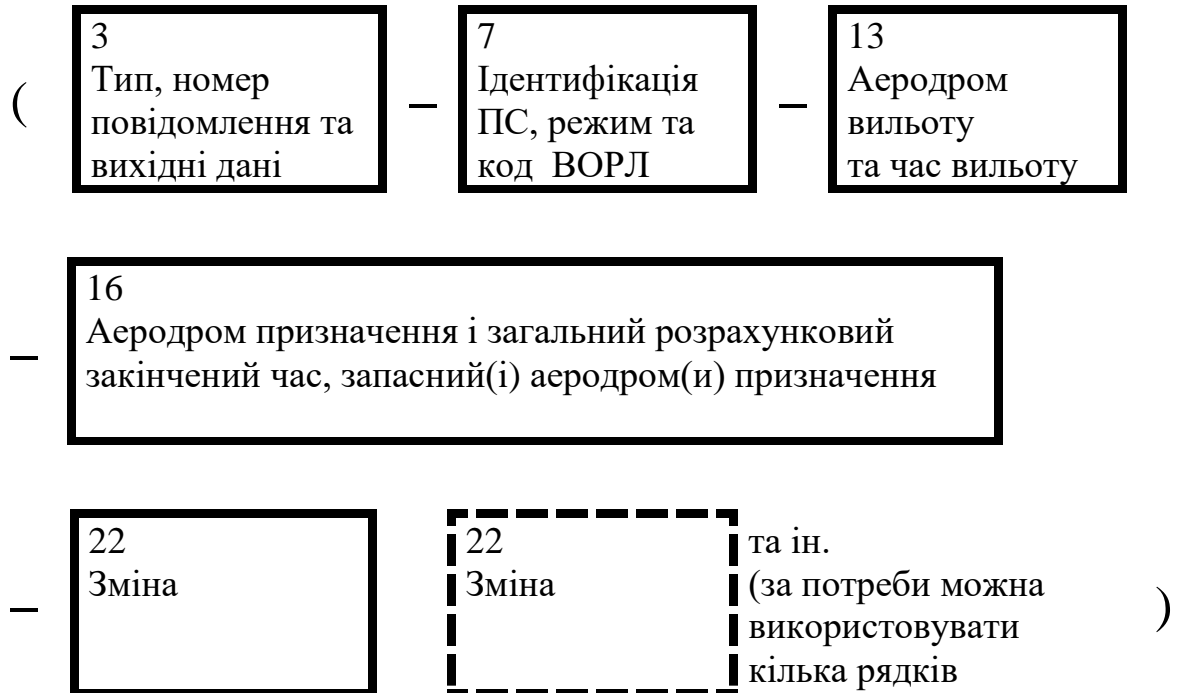 3
Тип, номер
повідомлення та
вихідні дані
7
Ідентифікація
ПС, режим та
код ВОРЛ
13
Аеродром
вильоту
та час вильоту
(
–
–
–
16
Аеродром призначення і загальний розрахунковий
закінчений час, запасний(і) аеродром(и) призначення
–
22
Зміна
22
Зміна
та ін.
(за потреби можна
використовувати
кілька рядків
)